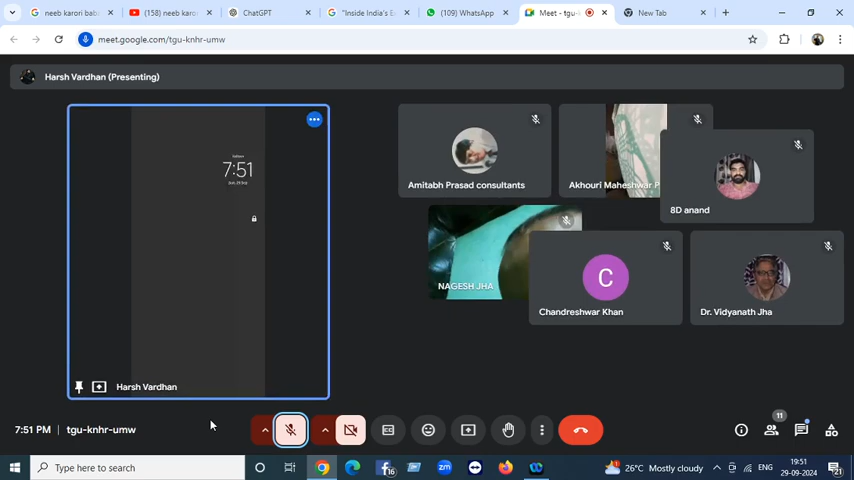 neeb karori bab
(158) neeb karor
ChatGPT
"Inside India's E
(109) WhatsApp
Meet - tgu-
New Tab
meet.google.com/tgu-knhr-umw
Harsh Vardhan (Presenting)
7:51
Harsh Vardhan
Amitabh Prasad consultants
Akhouri Maheshwar P
8D anand
NAGESH JHA
C
Chandreshwar Khan
Dr. Vidyanath Jha
7:51 PM | tgu-knhr-umw
11
Type here to search
16
zm
26°C Mostly cloudy
ENG
19:51
29-09-2024
21